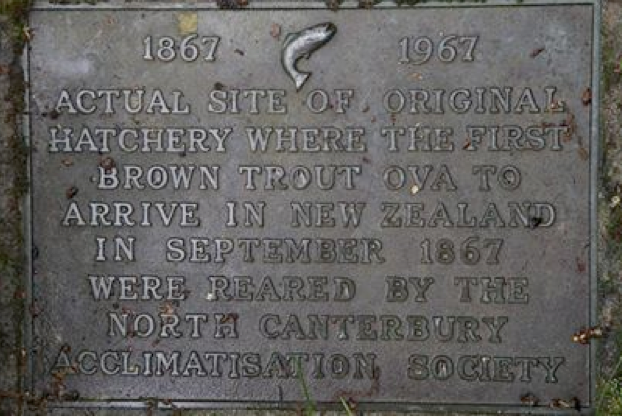 1867 1967
ACTUAL SITE OF ORIGINAL
HATCHERY WHERE THE FIRST
BROWN TROUT OVA TO
ARRIVE IN NEW ZEALAND
IN SEPTEMBER 1867
WERE REARED BY THE
NORTH CANTERBURY
ACCLIMATISATION SOCIETY